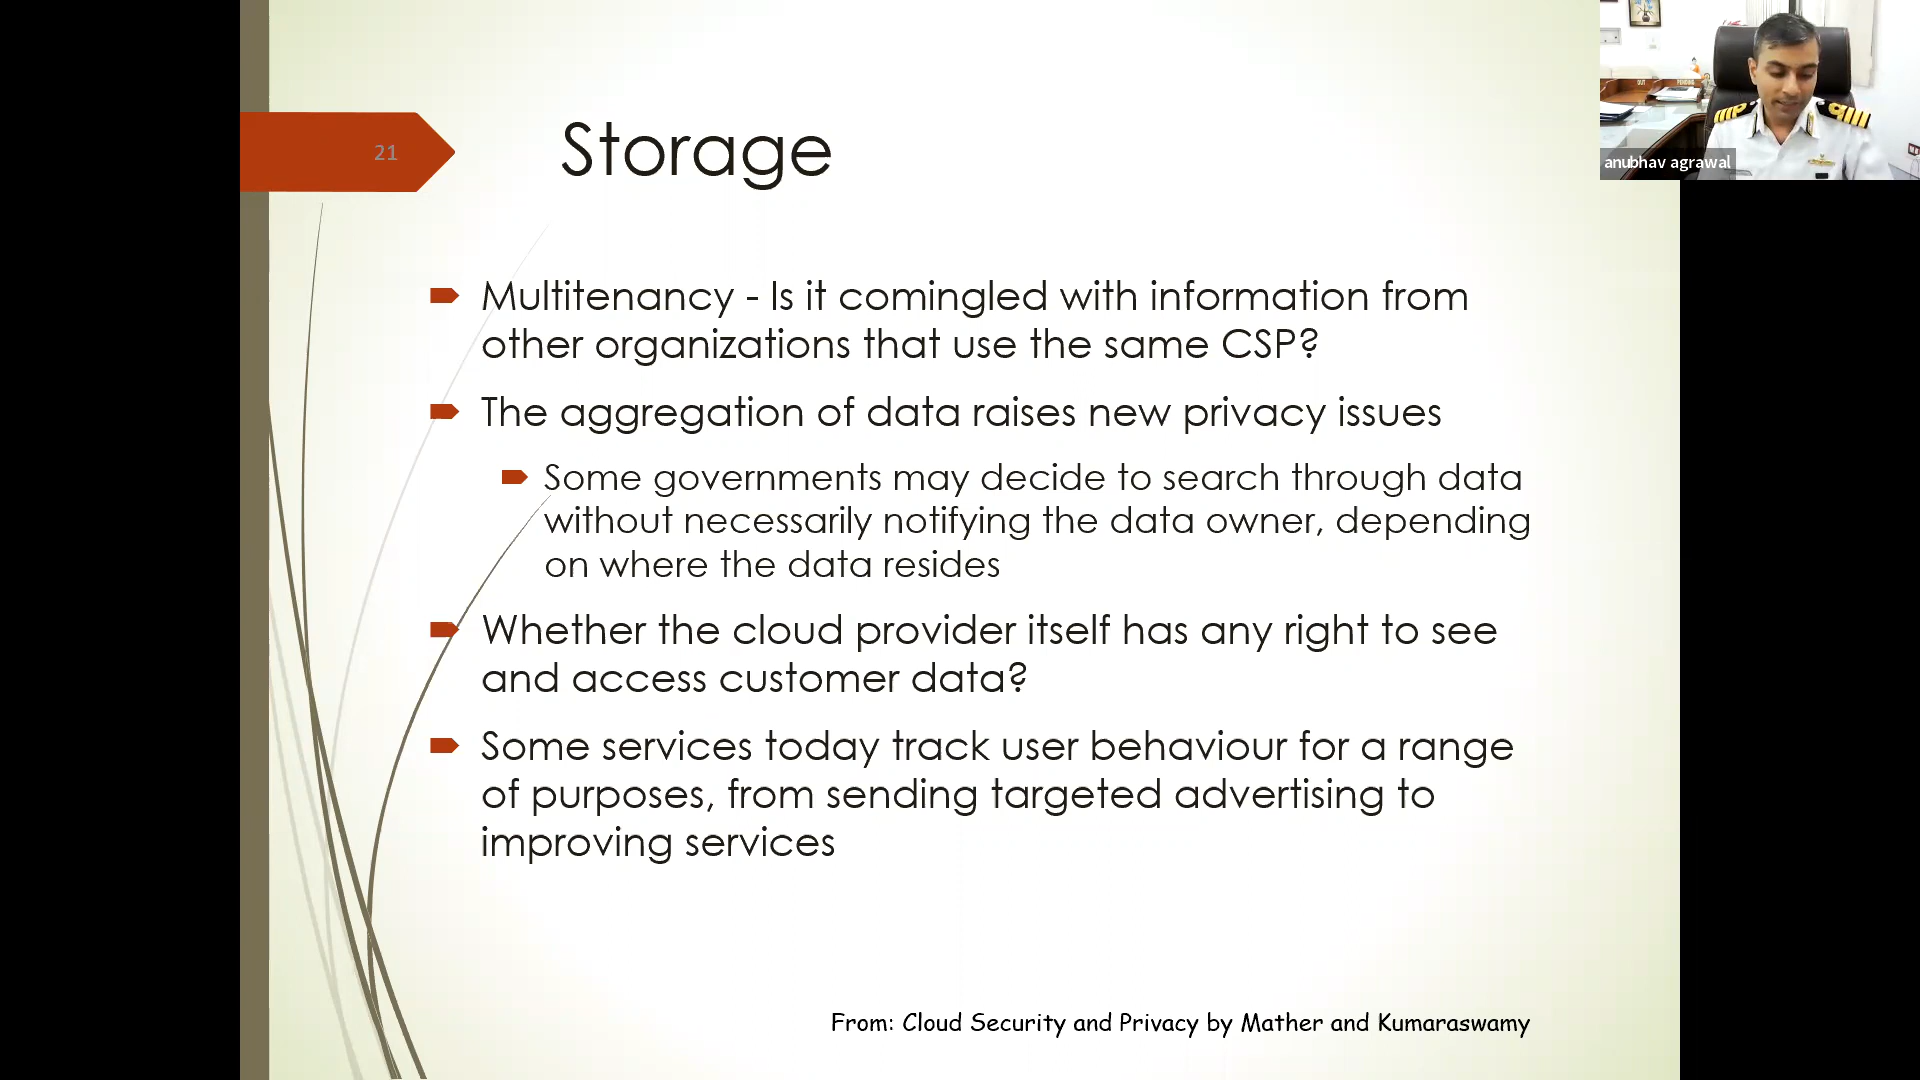 21
Storage
Multitenancy - Is it comingled with information from
other organizations that use the same CSP?
The aggregation of data raises new privacy issues
Some governments may decide to search through data
without necessarily notifying the data owner, depending
on where the data resides
Whether the cloud provider itself has any right to see
and access customer data?
Some services today track user behaviour for a range
of purposes, from sending targeted advertising to
improving services
From: Cloud Security and Privacy by Mather and Kumaraswamy
OUT
PENDING
anubhav agrawal